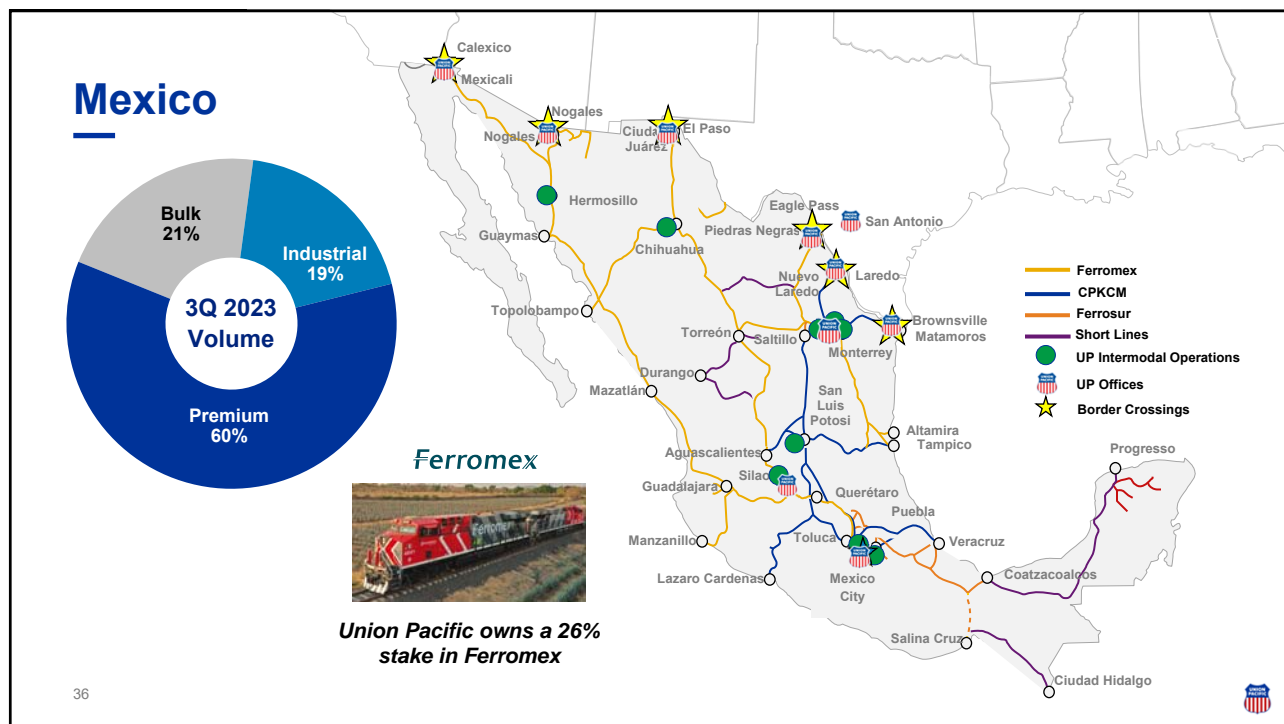 Mexico
Bulk
21%
Industrial
19%
3Q 2023
Volume
Premium
60%
Ferromex
Ferromex
Union Pacific owns a 26%
stake in Ferromex
Calexico
Mexicali
Nogales
Nogales
Ciudad
Juárez
El Paso
Hermosillo
Guaymas
Chihuahua
Eagle Pass
Piedras Negras
San Antonio
Nuevo
Laredo
Laredo
Topolobampo
Torreón
Saltillo
Monterrey
Brownsville
Matamoros
Durango
Mazatlán
San
Luis
Potosi
Altamira
Tampico
Aguascalientes
Silao
Guadalajara
Querétaro
Puebla
Progresso
Manzanillo
Toluca
Veracruz
Lazaro Cardenas
Mexico
City
Coatzacoalcos
Salina Cruz
Ciudad Hidalgo
Ferromex
CPKCM
Ferrosur
Short Lines
UP Intermodal Operations
UP Offices
Border Crossings
36
UNION
PACIFIC